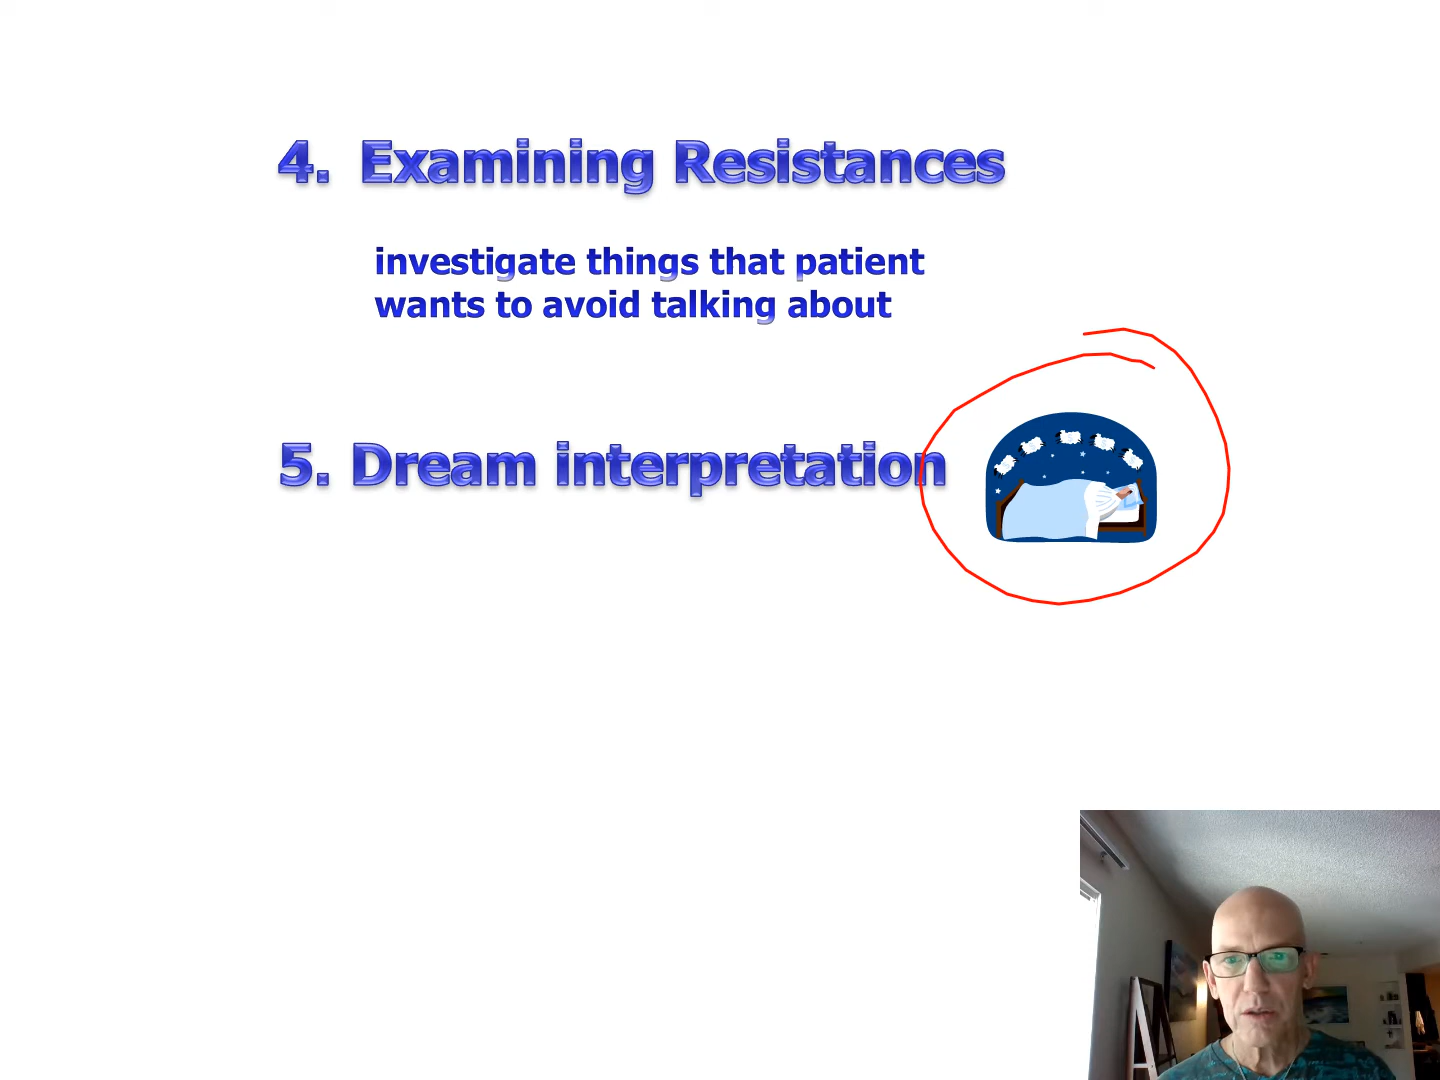 4. Examining Resistances
investigate things that patient
wants to avoid talking about
5. Dream interpretation